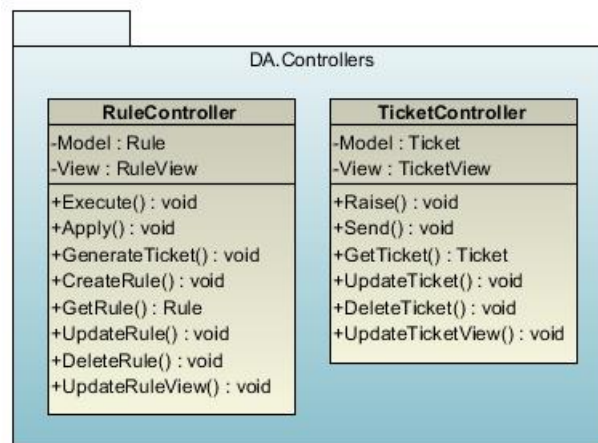 DA.Controllers
RuleController
-Model : Rule
-View : RuleView
+Execute() : void
+Apply() : void
+GenerateTicket() : void
+CreateRule() : void
+GetRule() : Rule
+UpdateRule() : void
+DeleteRule() : void
+UpdateRuleView() : void
TicketController
-Model : Ticket
-View : TicketView
+Raise() : void
+Send() : void
+GetTicket() : Ticket
+UpdateTicket() : void
+DeleteTicket() : void
+UpdateTicketView() : void